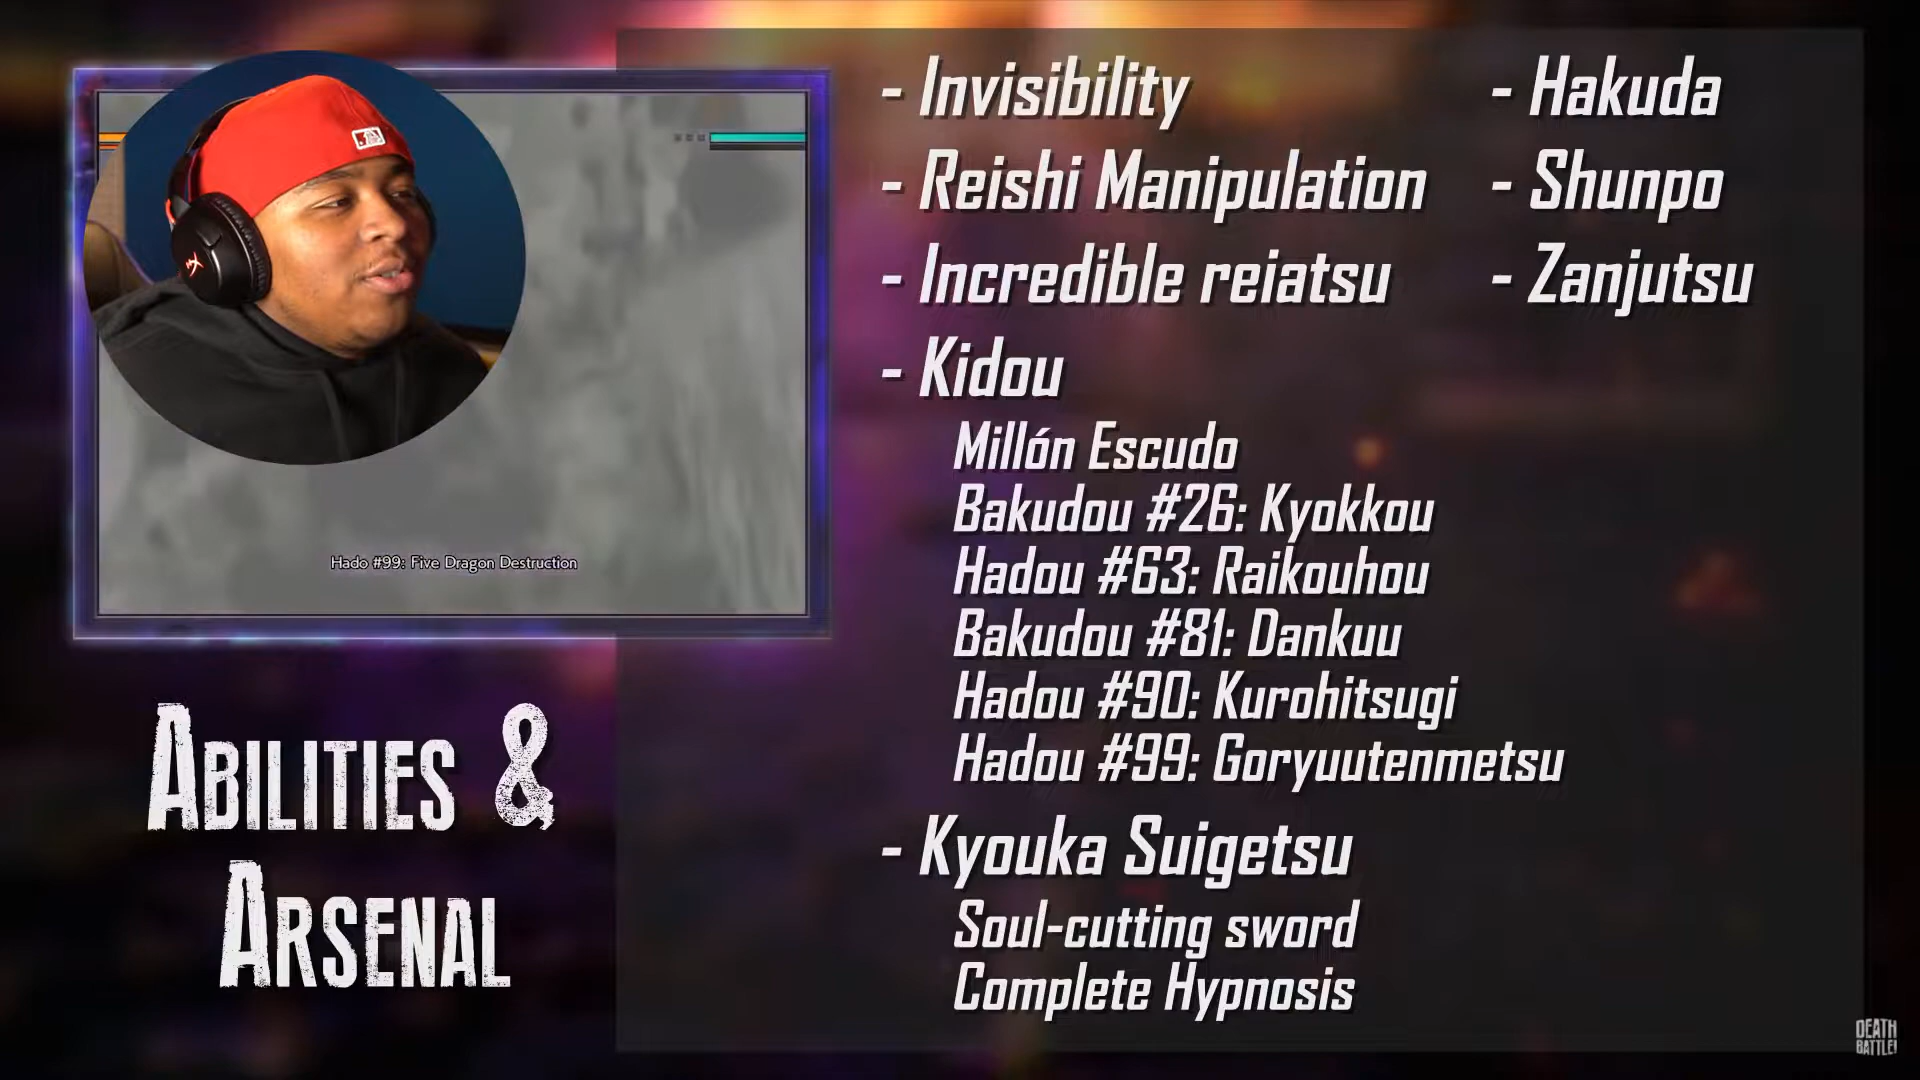 - Invisibility
- Reishi Manipulation
- Incredible reiatsu
- Kidou
Millón Escudo
Bakudou #26: Kyokkou
Hadou #63: Raikouhou
Bakudou #81: Dankuu
Hadou #90: Kurohitsugi
Hadou #99: Goryuutenmetsu
- Kyouka Suigetsu
Soul-cutting sword
Complete Hypnosis
- Hakuda
- Shunpo
- Zanjutsu
Hado #99: Five Dragon Destruction
Abilities &
Arsenal
DEATH
BATTLE!